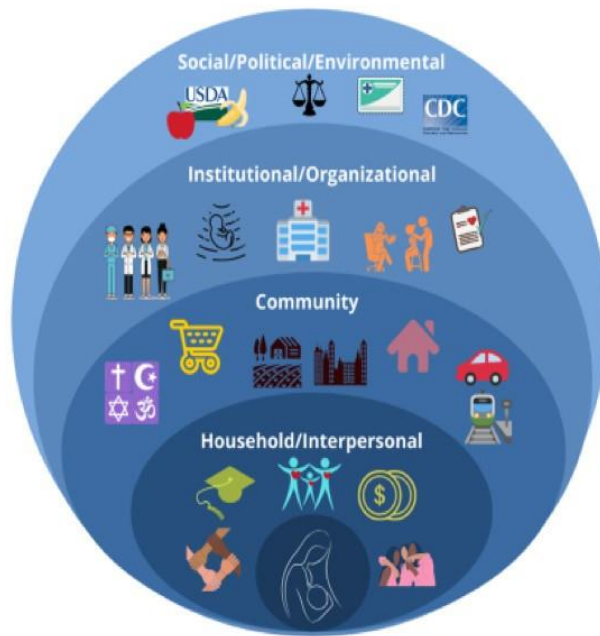 Social/Political/Environmental
USDA
CDC
Institutional/Organizational
Community
Household/Interpersonal
$